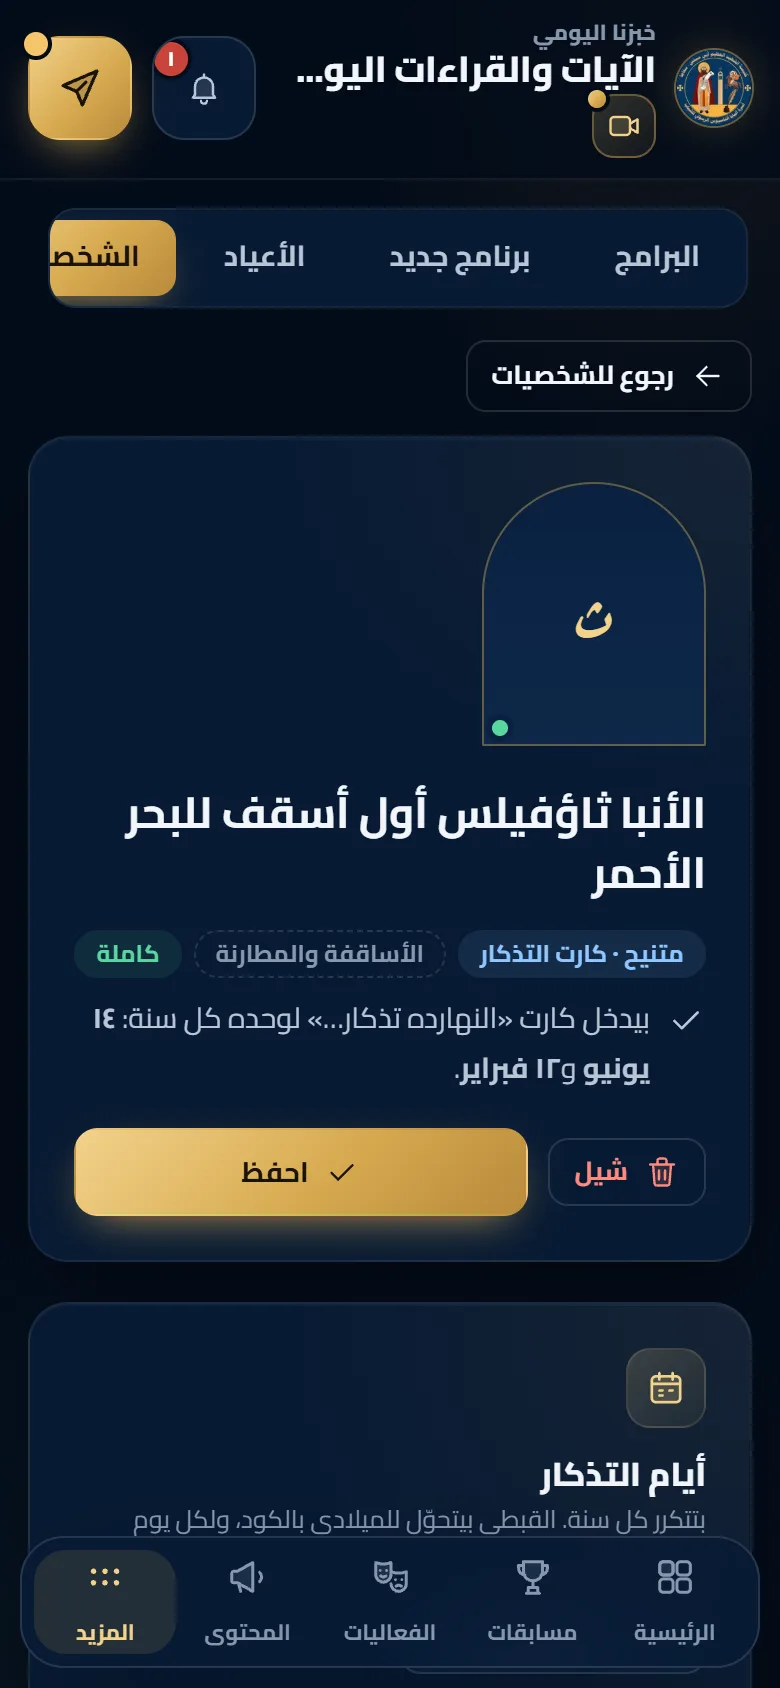 خبزنا اليومي
الآيات والقراءات اليو...
١
البرامج
برنامج جديد
الأعياد
الشخص
رجوع للشخصيات
ث
الأنبا ثاؤفيلس أول أسقف للبحر
الأحمر
متنيح · كارت التذكار
الأساقفة والمطارنة
كاملة
بيدخل كارت «النهارده تذكار...» لوحده كل سنة: ١٤
يونيو و١٢ فبراير.
شيل
احفظ
أيام التذكار
بتتكرر كل سنة. القبطي بيتحوّل للميلادي بالكود، ولكل يوم
الرئيسية
مسابقات
الفعاليات
المحتوى
المزيد